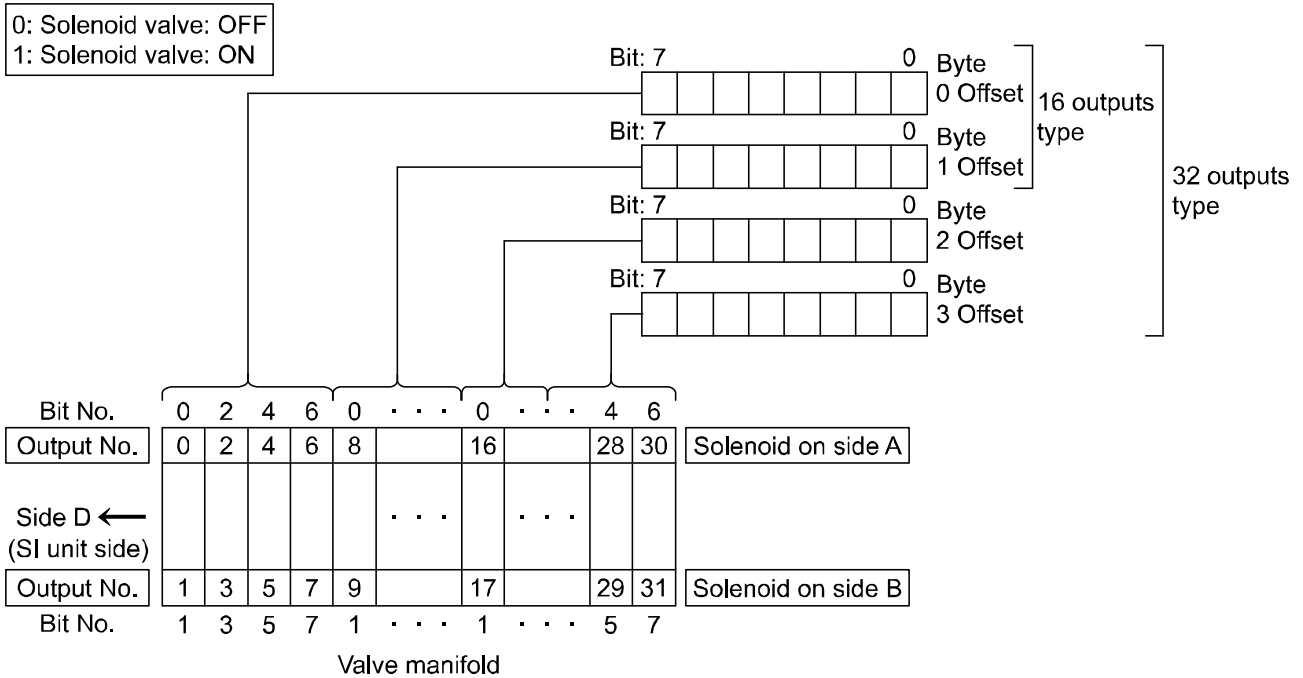 0: Solenoid valve: OFF
1: Solenoid valve: ON
Bit: 7 0 Byte
0 Offset
Bit: 7 0 Byte
1 Offset
16 outputs
type
Bit: 7 0 Byte
2 Offset
Bit: 7 0 Byte
3 Offset
32 outputs
type
Bit No. 0 2 4 6 0 · · · 0 · · · 4 6
Output No. 0 2 4 6 8 16 28 30 Solenoid on side A
Side D ← · · · · · ·
(SI unit side)
Output No. 1 3 5 7 9 17 29 31 Solenoid on side B
Bit No. 1 3 5 7 1 · · · 1 · · · 5 7
Valve manifold